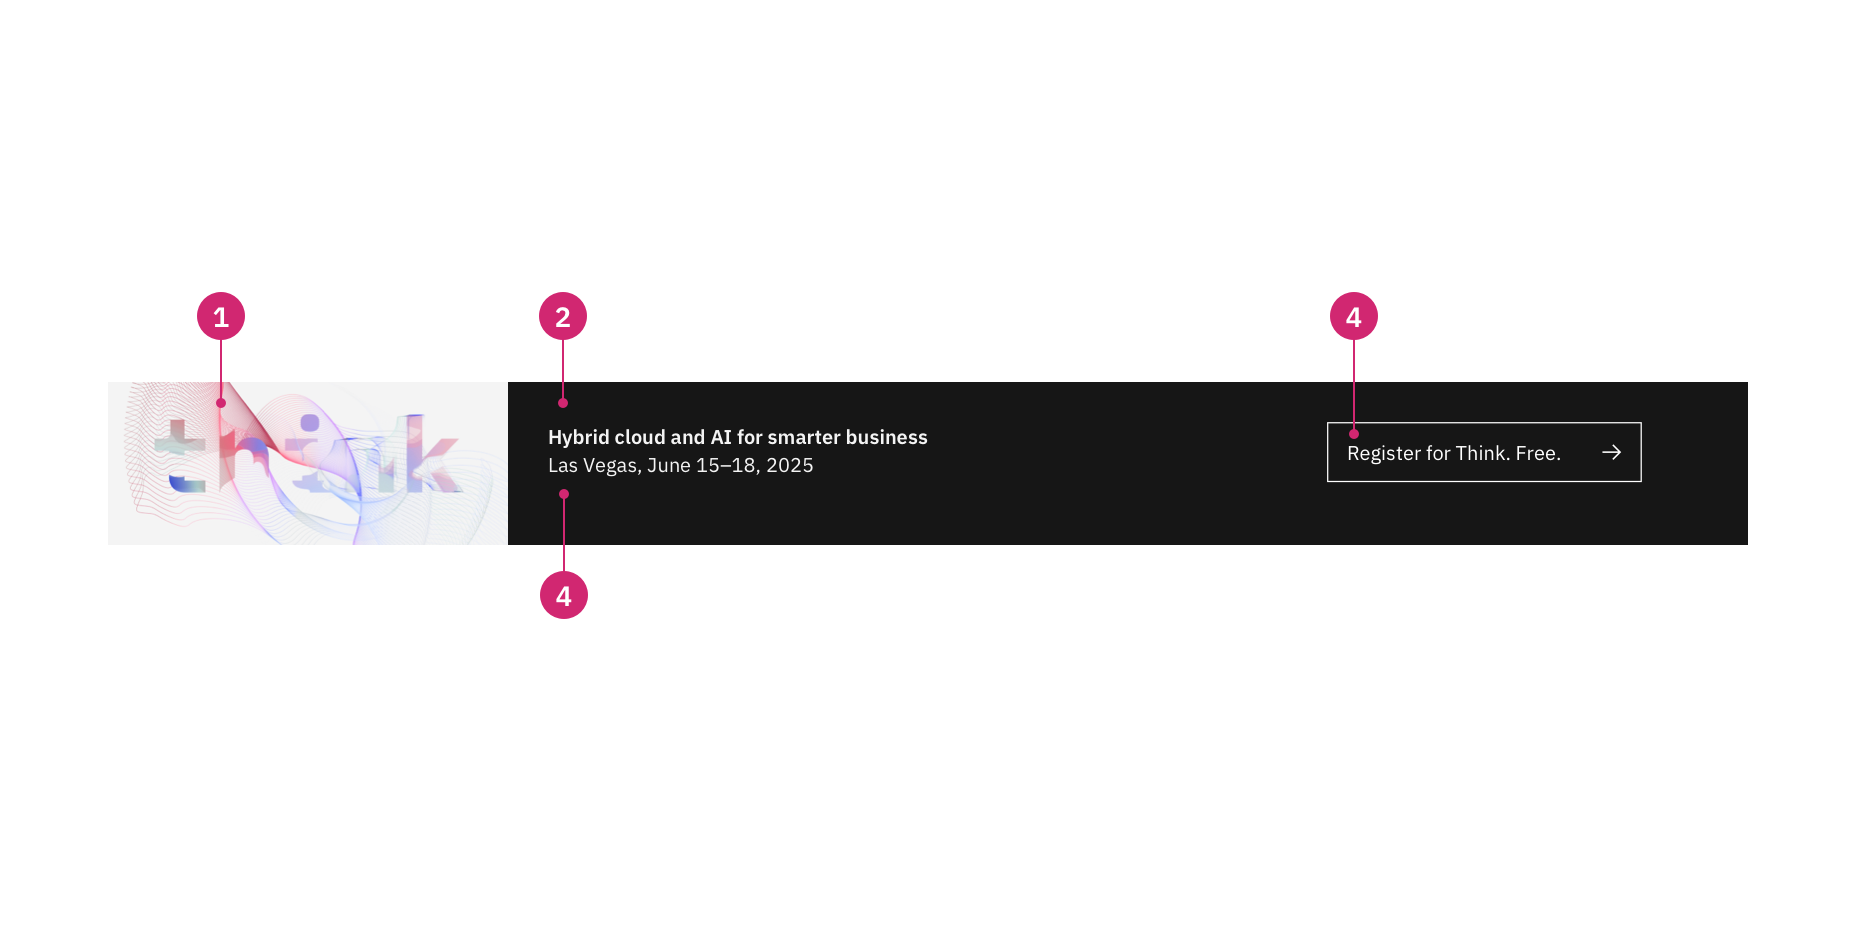 1
2
4
think
Hybrid cloud and AI for smarter business
Las Vegas, June 15–18, 2025
Register for Think. Free. →
4